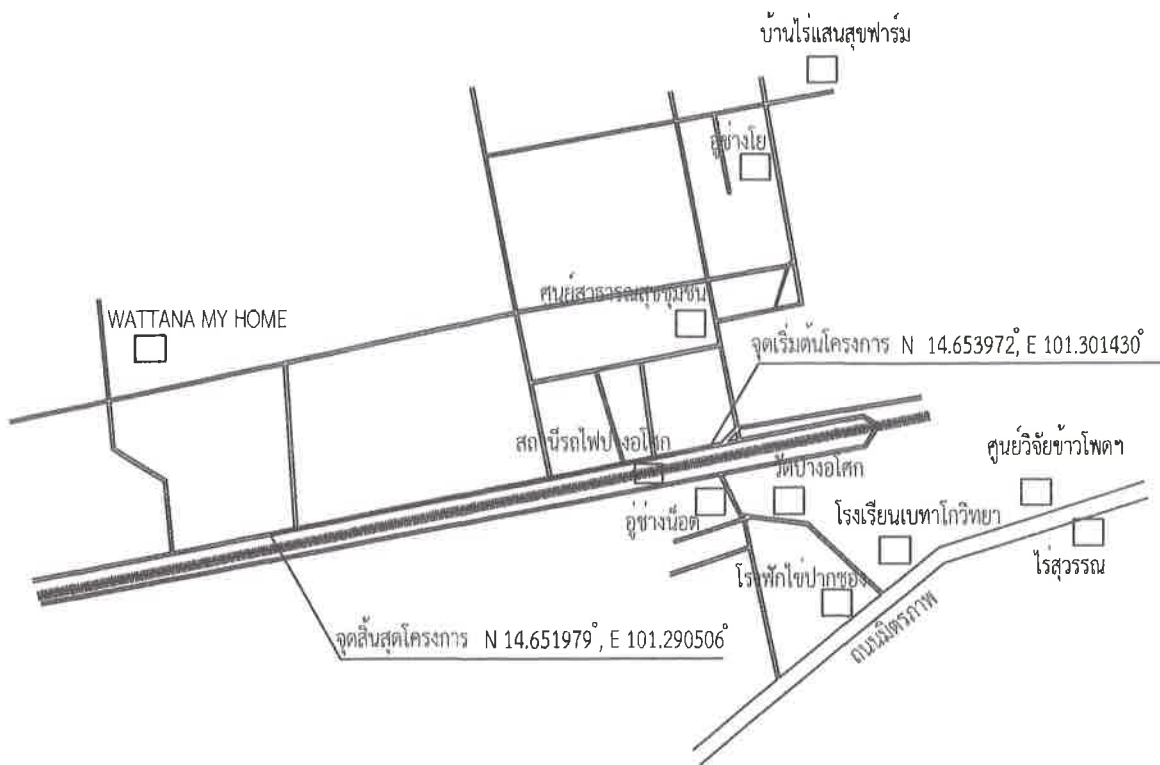 บ้านไร่แสนสุขฟาร์ม
อู่ช่างโย
ศูนย์สาธารณสุขชุมชน
WATTANA MY HOME
จุดเริ่มต้นโครงการ N 14.653972°, E 101.301430°
สถานีรถไฟปางอโศก
วัดปางอโศก
ศูนย์วิจัยข้าวโพดฯ
อู่ช่างน็อต
โรงเรียนเบทาโกวิทยา
ไร่สุวรรณ
โรงฟักไข่ปากช่อง
ถนนมิตรภาพ
จุดสิ้นสุดโครงการ N 14.651979°, E 101.290506°